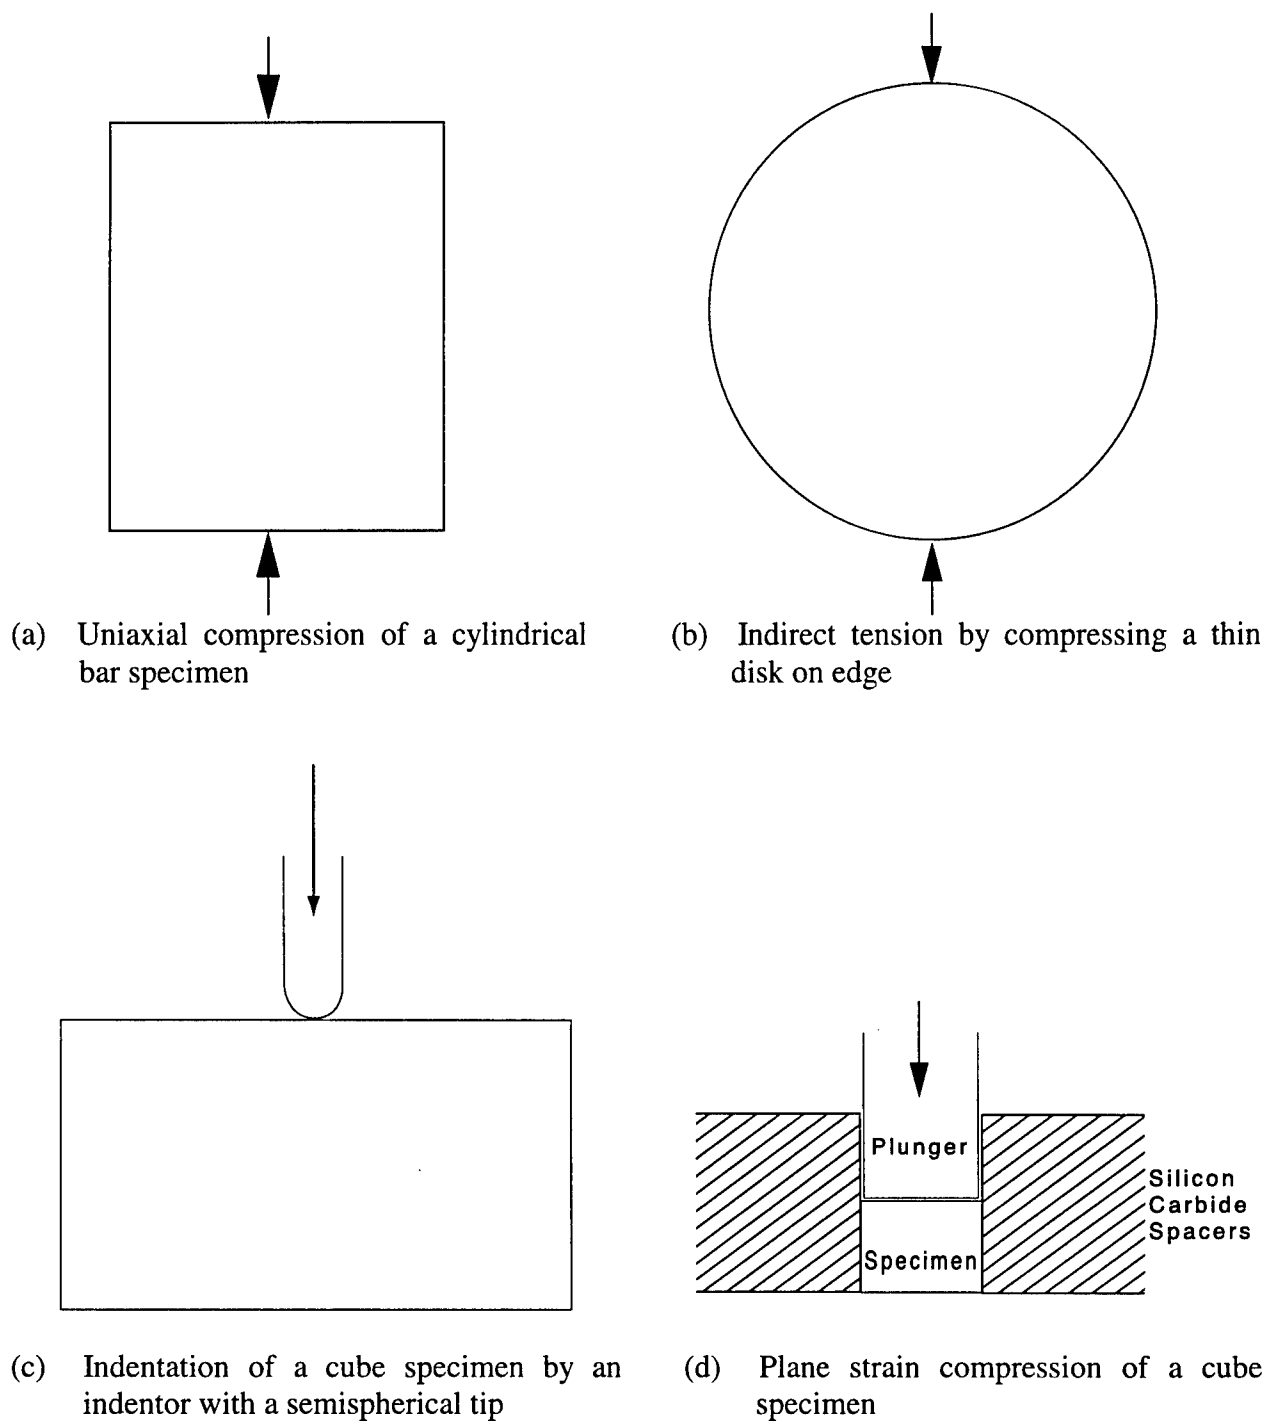 (a) Uniaxial compression of a cylindrical
bar specimen
(b) Indirect tension by compressing a thin
disk on edge
Plunger
Silicon
Carbide
Spacers
Specimen
(c) Indentation of a cube specimen by an
indentor with a semispherical tip
(d) Plane strain compression of a cube
specimen